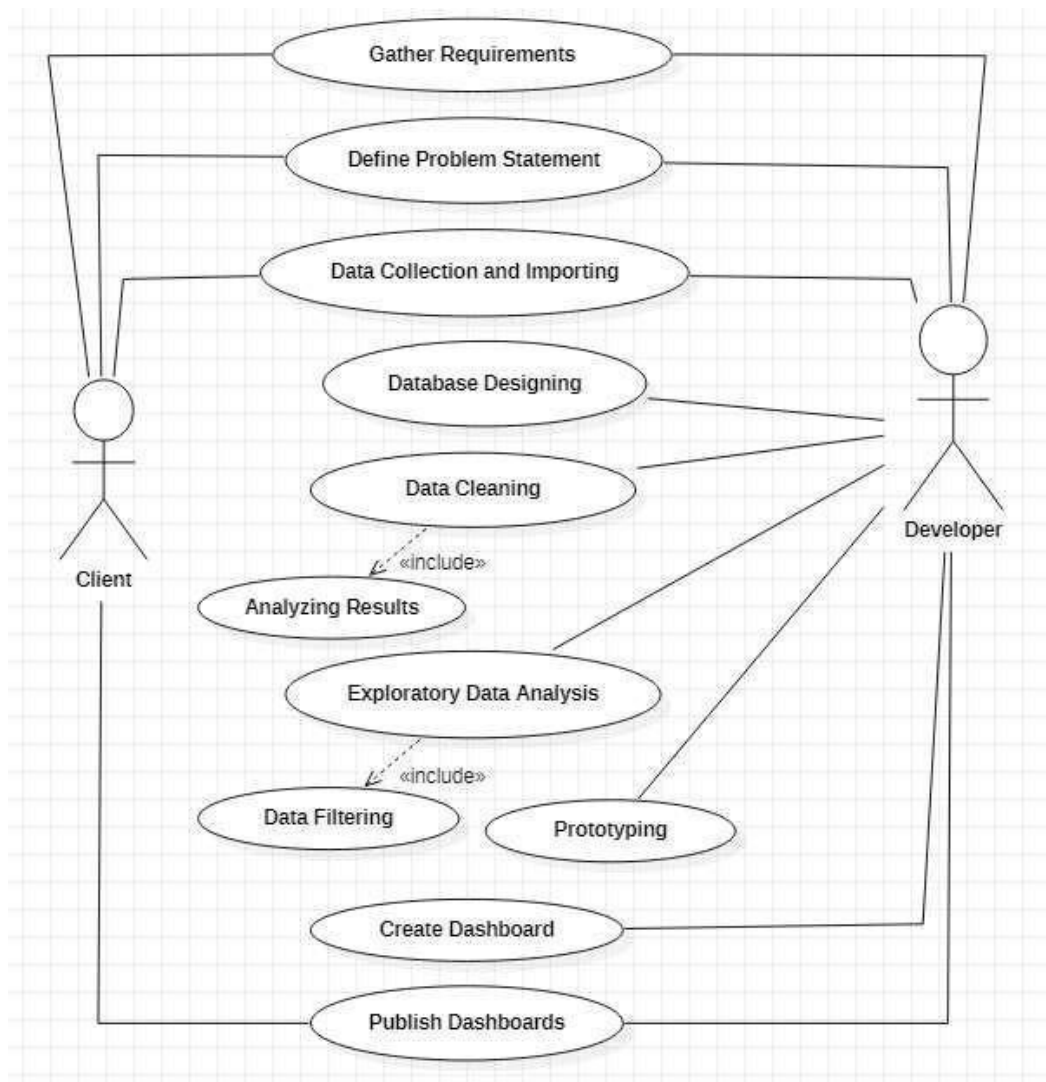 Gather Requirements
Define Problem Statement
Data Collection and Importing
Database Designing
Data Cleaning
Developer
«include»
Client
Analyzing Results
Exploratory Data Analysis
«include»
Data Filtering
Prototyping
Create Dashboard
Publish Dashboards